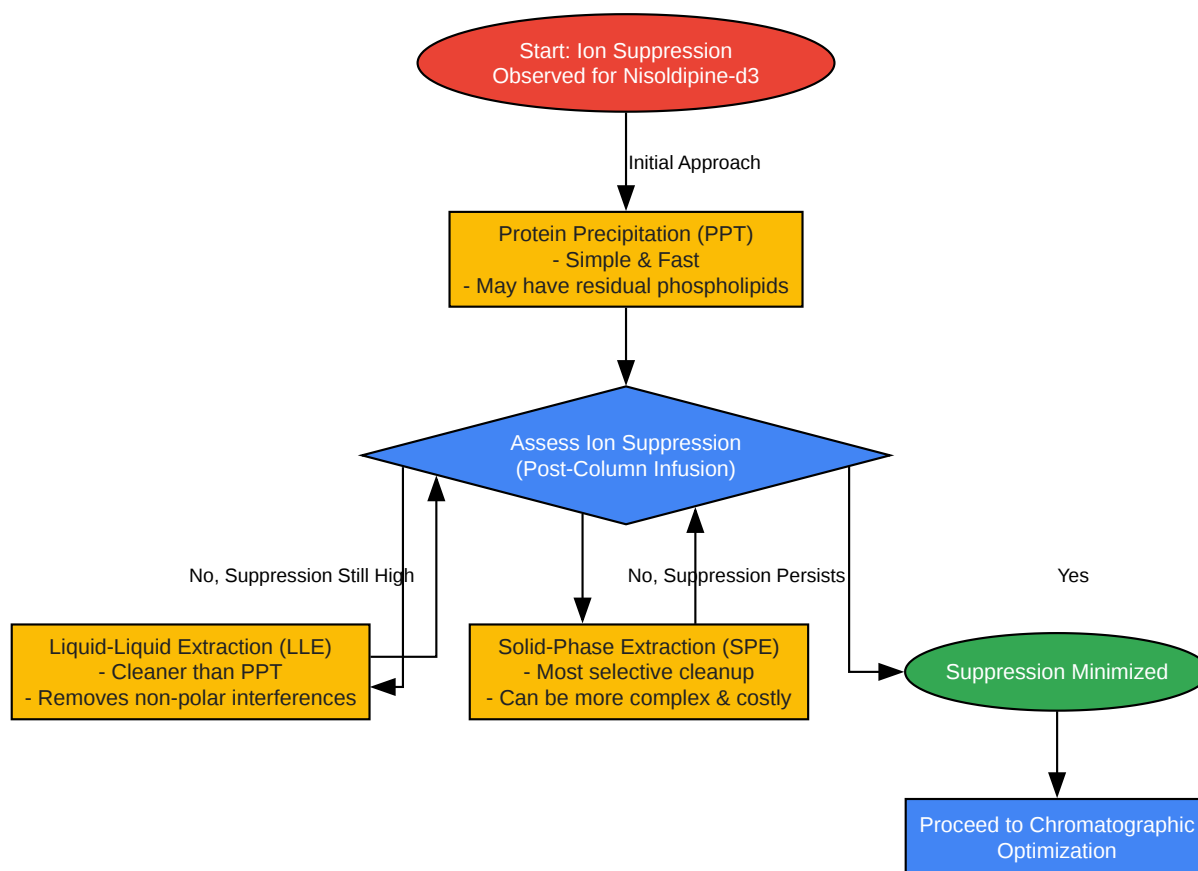 Start: Ion Suppression
Observed for Nisoldipine-d3
Initial Approach
Protein Precipitation (PPT)
- Simple & Fast
- May have residual phospholipids
Assess Ion Suppression
(Post-Column Infusion)
No, Suppression Still High
No, Suppression Persists
Yes
Liquid-Liquid Extraction (LLE)
- Cleaner than PPT
- Removes non-polar interferences
Solid-Phase Extraction (SPE)
- Most selective cleanup
- Can be more complex & costly
Suppression Minimized
Proceed to Chromatographic
Optimization